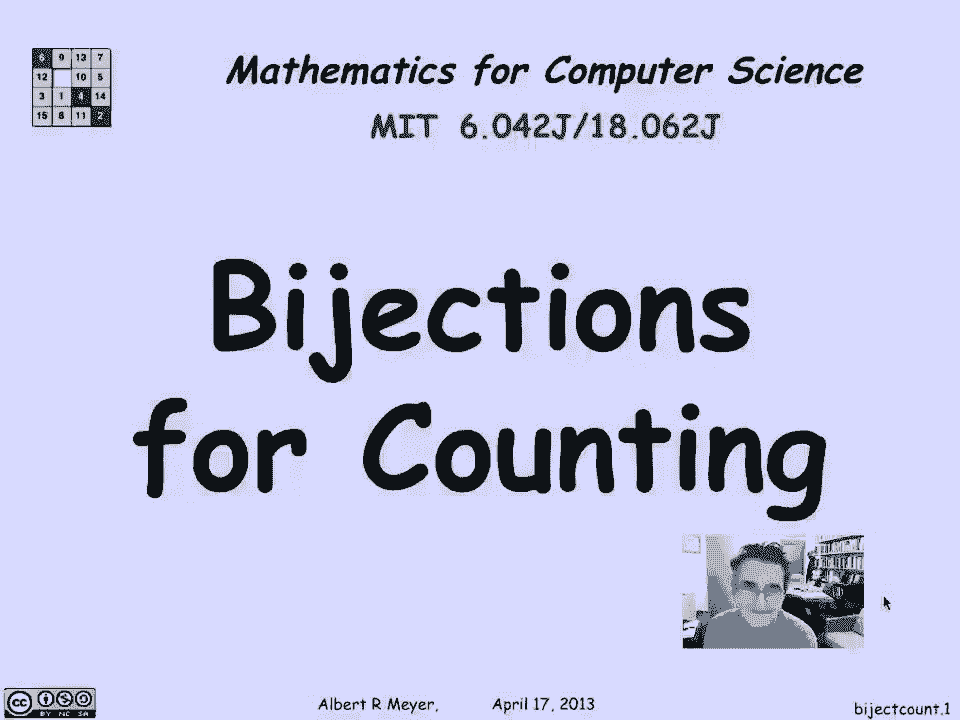 Mathematics for Computer Science
MIT 6.042J/18.062J
9 13 7
12 10 5
3 1 4 14
15 8 11 2
Bijections
for Counting
cc BY NC SA
Albert R Meyer, April 17, 2013
bijectcount.1